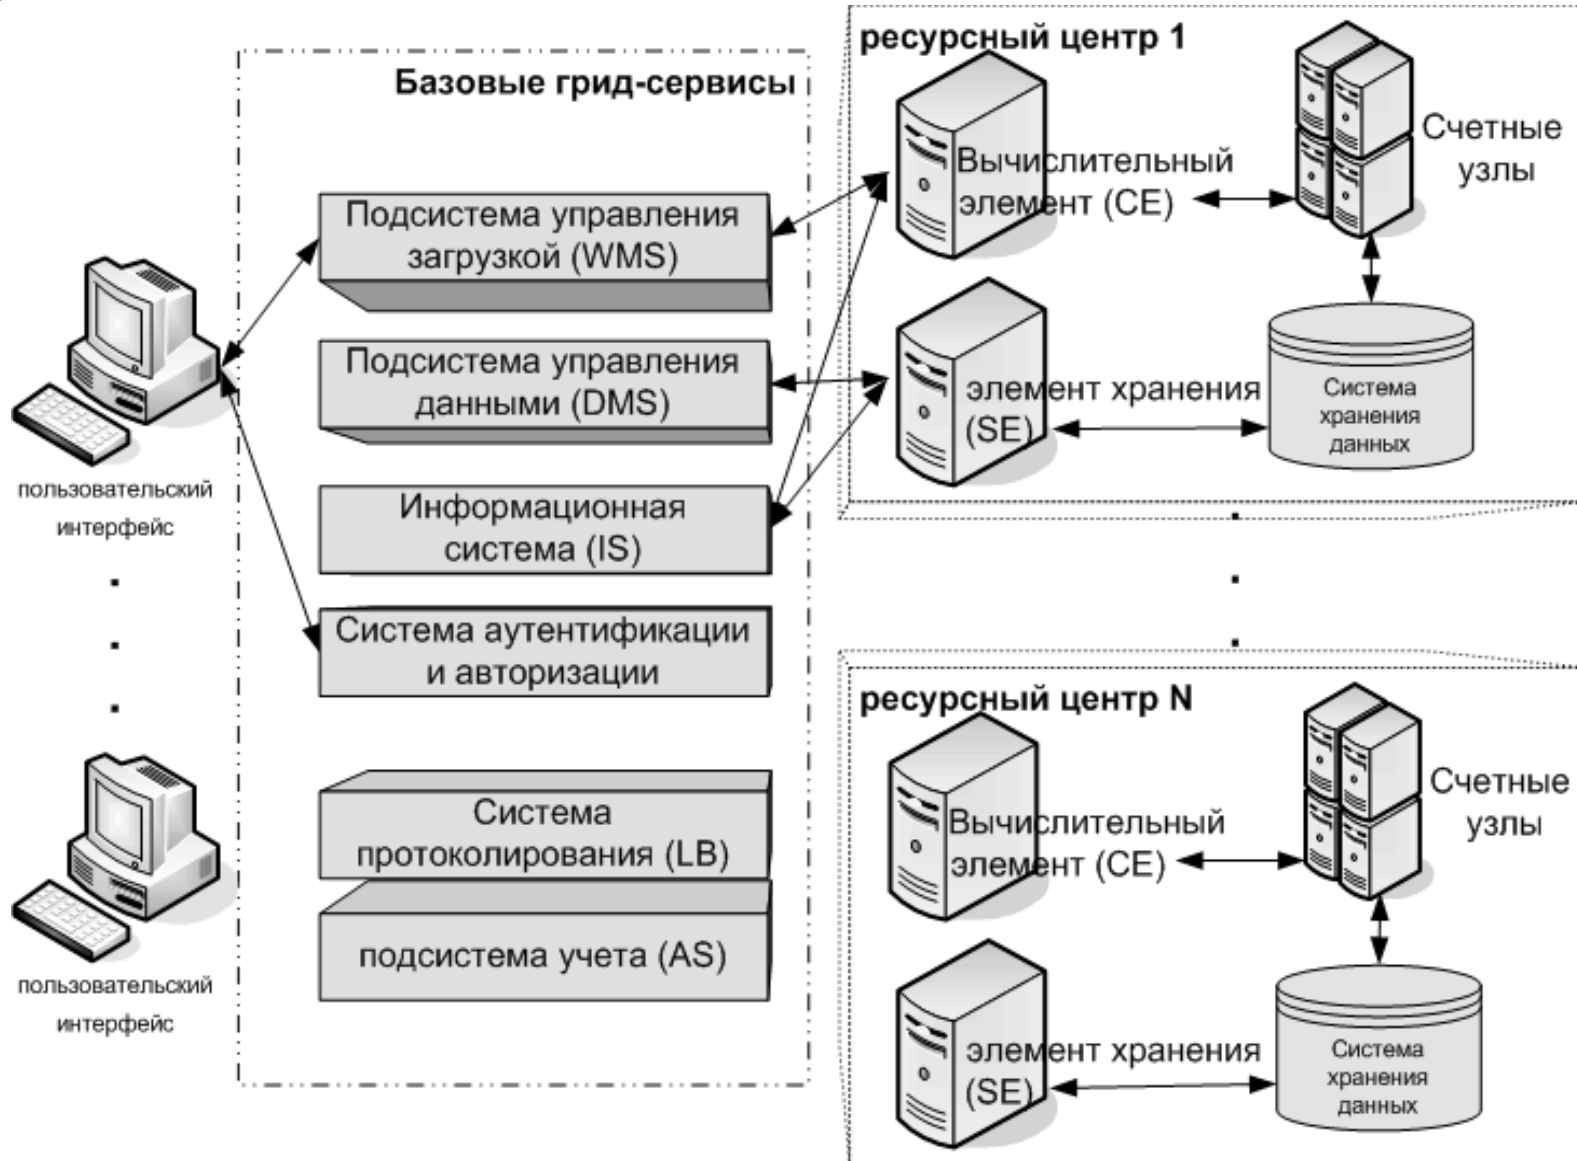 Базовые грид-сервисы
Подсистема управления
загрузкой (WMS)
Подсистема управления
данными (DMS)
Информационная
система (IS)
Система аутентификации
и авторизации
Система
протоколирования (LB)
подсистема учета (AS)
пользовательский
интерфейс
пользовательский
интерфейс
ресурсный центр 1
Вычислительный
элемент (CE)
Счетные
узлы
элемент хранения
(SE)
Система
хранения
данных
ресурсный центр N
Вычислительный
элемент (CE)
Счетные
узлы
элемент хранения
(SE)
Система
хранения
данных